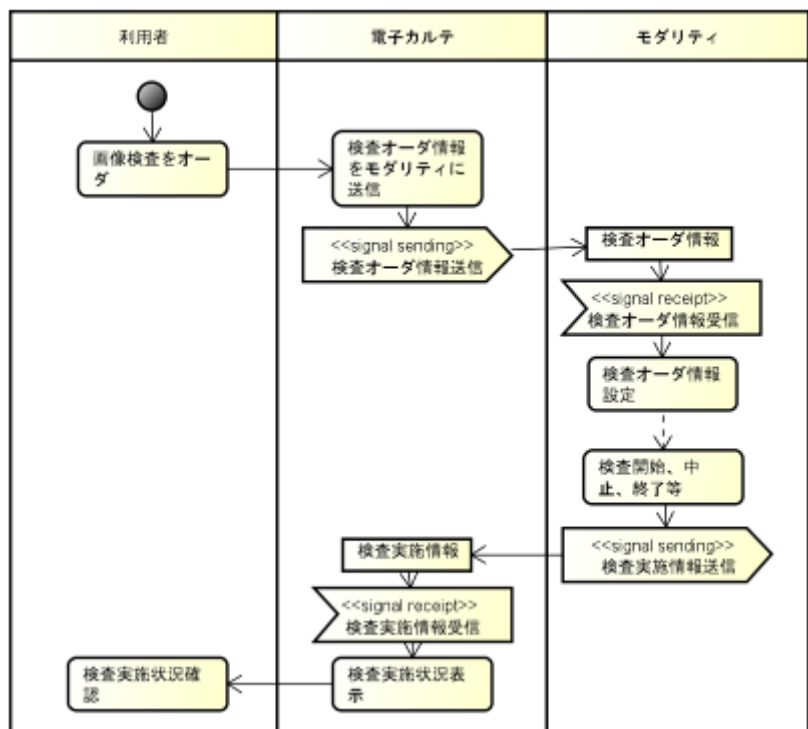 利用者
電子カルテ
モダリティ
画像検査をオー
ダ
検査オーダ情報
をモダリティに
送信
<<signal sending>>
検査オーダ情報送信
検査オーダ情報
<<signal receipt>>
検査オーダ情報受信
検査オーダ情報
設定
検査開始、中
止、終了等
<<signal sending>>
検査実施情報送信
検査実施情報
<<signal receipt>>
検査実施情報受信
検査実施状況表
示
検査実施状況確
認